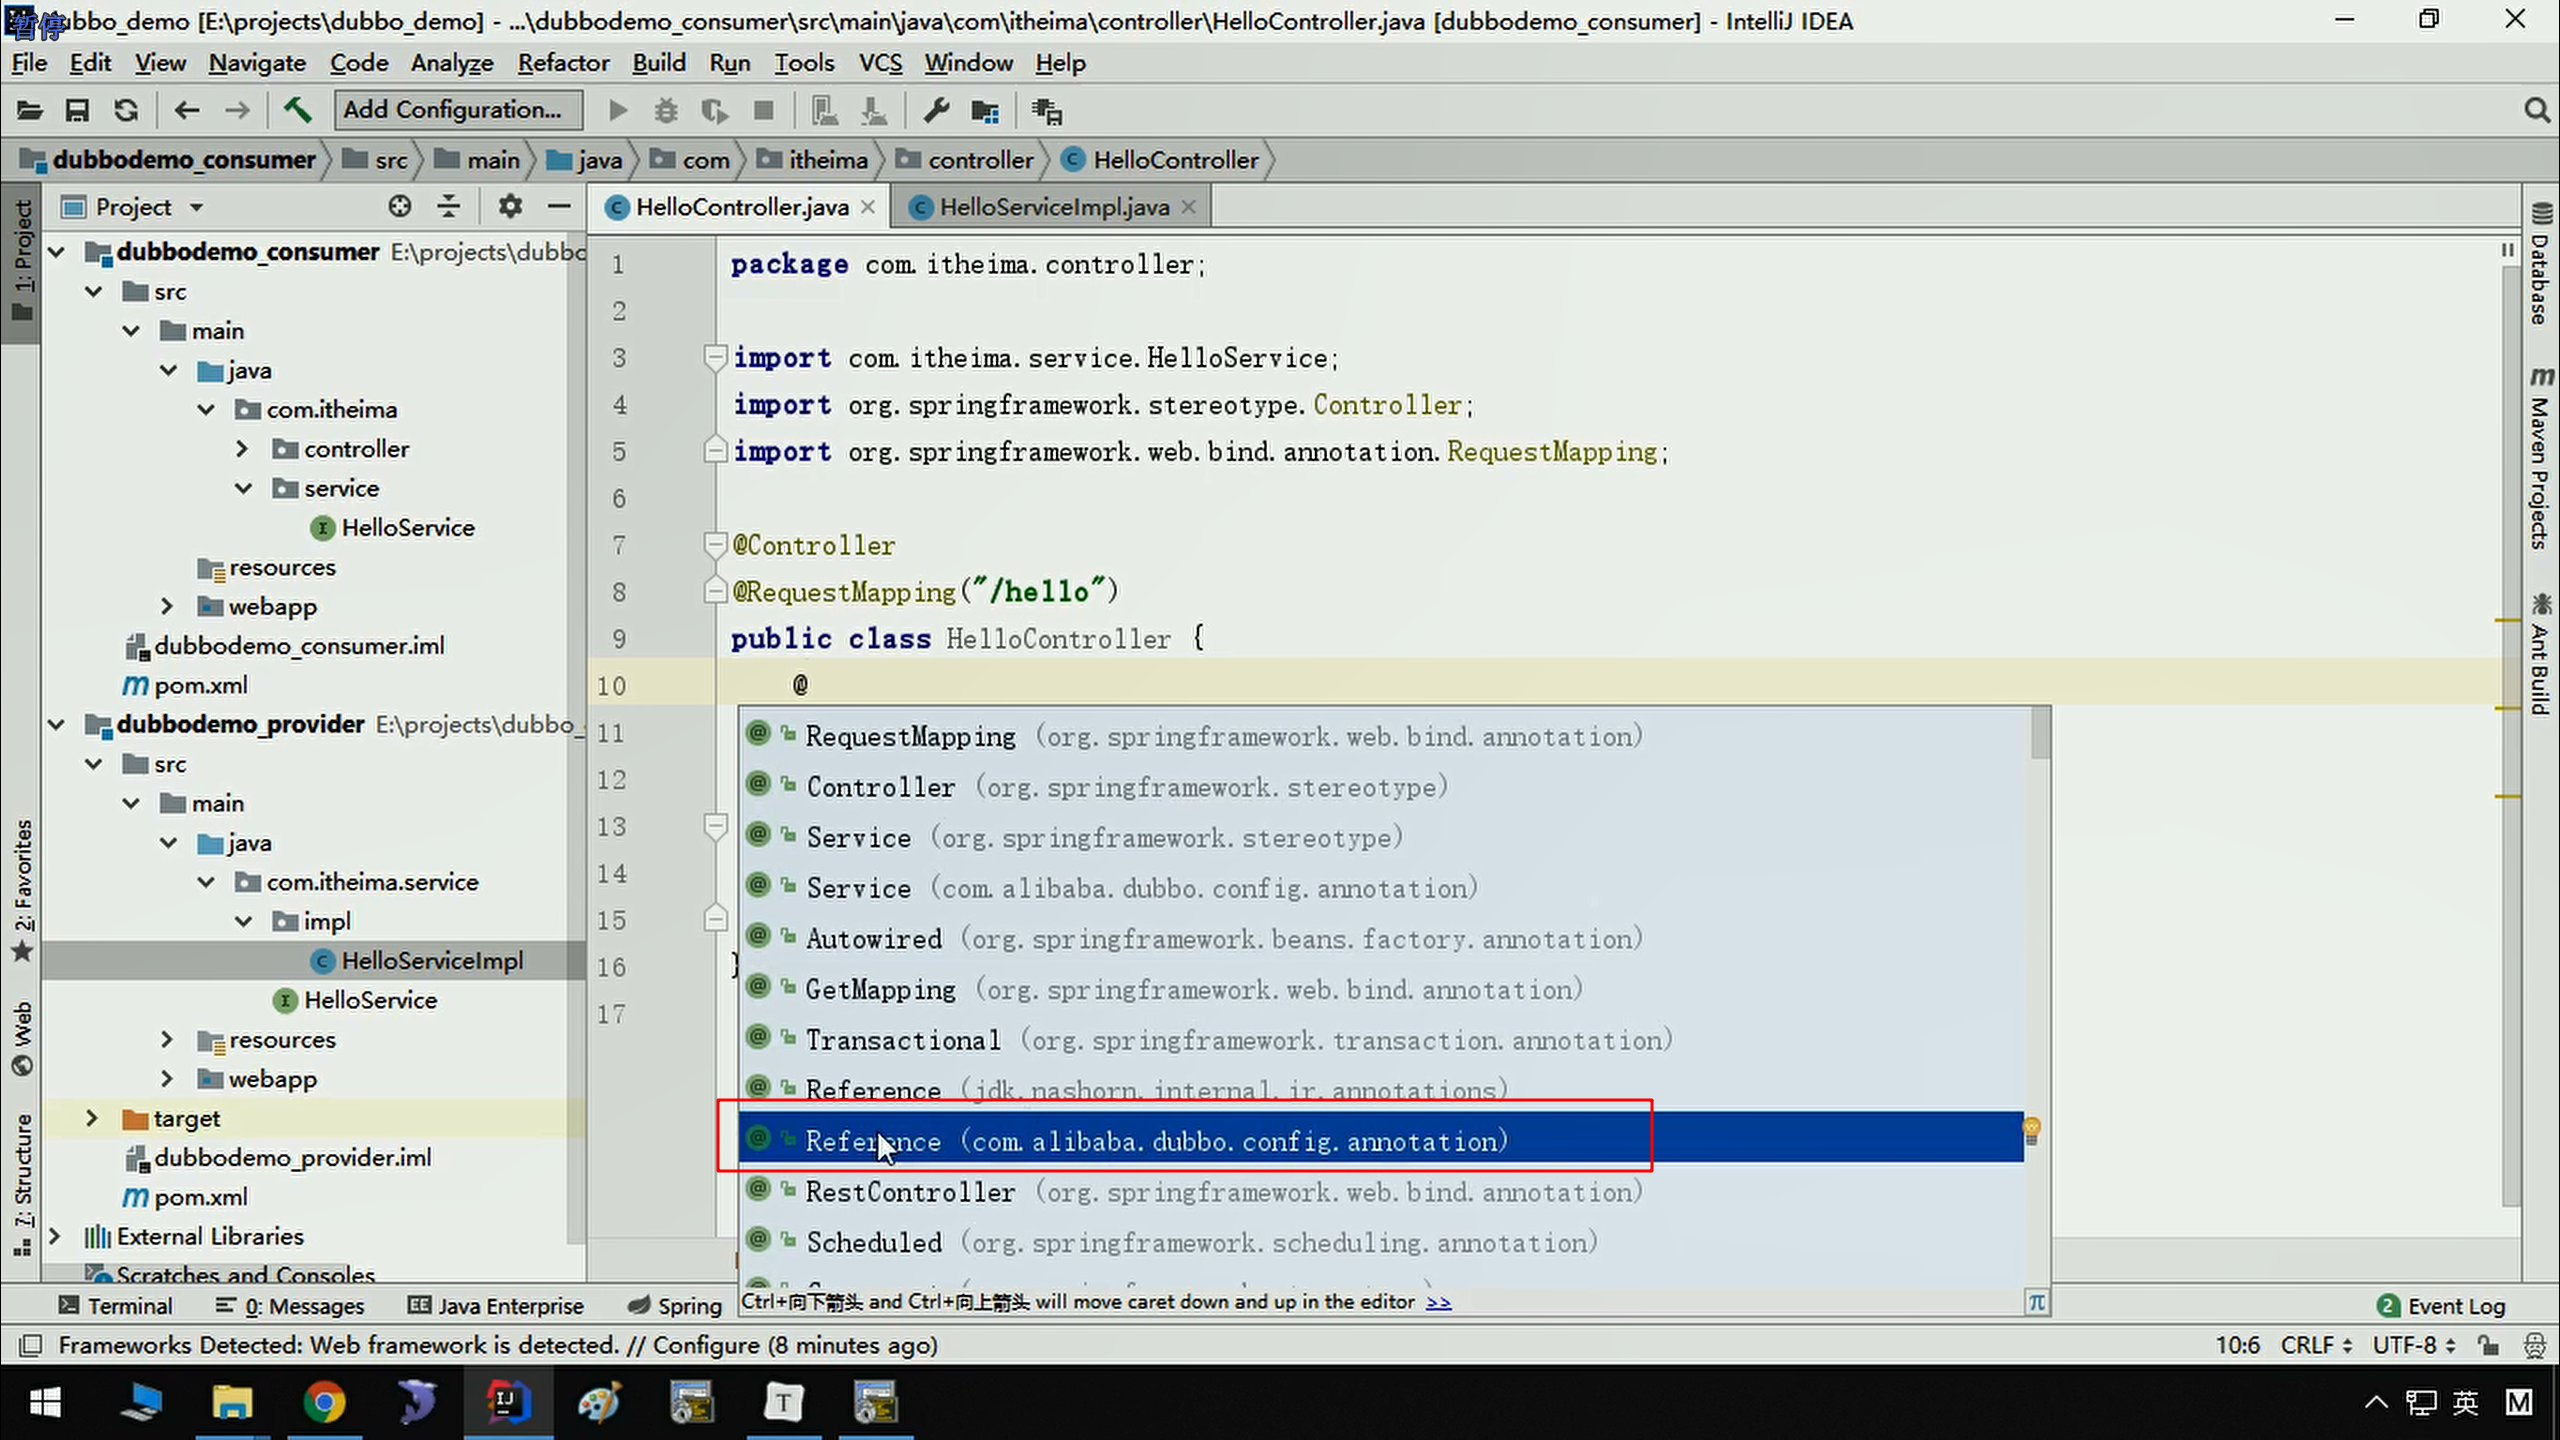 暂停
dubbo_demo [E:\projects\dubbo_demo] - ...\dubbodemo_consumer\src\main\java\com\itheima\controller\HelloController.java [dubbodemo_consumer] - IntelliJ IDEA
File Edit View Navigate Code Analyze Refactor Build Run Tools VCS Window Help
Add Configuration...
dubbodemo_consumer src main java com itheima controller HelloController
1: Project
2: Favorites
Web
7: Structure
Project
dubbodemo_consumer E:\projects\dubbo
src
main
java
com.itheima
controller
service
HelloService
resources
webapp
dubbodemo_consumer.iml
pom.xml
dubbodemo_provider E:\projects\dubbo_
src
main
java
com.itheima.service
impl
HelloServiceImpl
HelloService
resources
webapp
target
dubbodemo_provider.iml
pom.xml
External Libraries
Scratches and Consoles
HelloController.java HelloServiceImpl.java
1 package com.itheima.controller;
2
3 import com.itheima.service.HelloService;
4 import org.springframework.stereotype.Controller;
5 import org.springframework.web.bind.annotation.RequestMapping;
6
7 @Controller
8 @RequestMapping("/hello")
9 public class HelloController {
10 @
11
12
13
14
15
16 }
17
RequestMapping (org.springframework.web.bind.annotation)
Controller (org.springframework.stereotype)
Service (org.springframework.stereotype)
Service (com.alibaba.dubbo.config.annotation)
Autowired (org.springframework.beans.factory.annotation)
GetMapping (org.springframework.web.bind.annotation)
Transactional (org.springframework.transaction.annotation)
Reference (jdk.nashorn.internal.ir.annotations)
Reference (com.alibaba.dubbo.config.annotation)
RestController (org.springframework.web.bind.annotation)
Scheduled (org.springframework.scheduling.annotation)
Ctrl+向下箭头 and Ctrl+向上箭头 will move caret down and up in the editor >>
π
Database
Maven Projects
Ant Build
Terminal 0: Messages Java Enterprise Spring
2 Event Log
Frameworks Detected: Web framework is detected. // Configure (8 minutes ago)
10:6 CRLF UTF-8
英 M